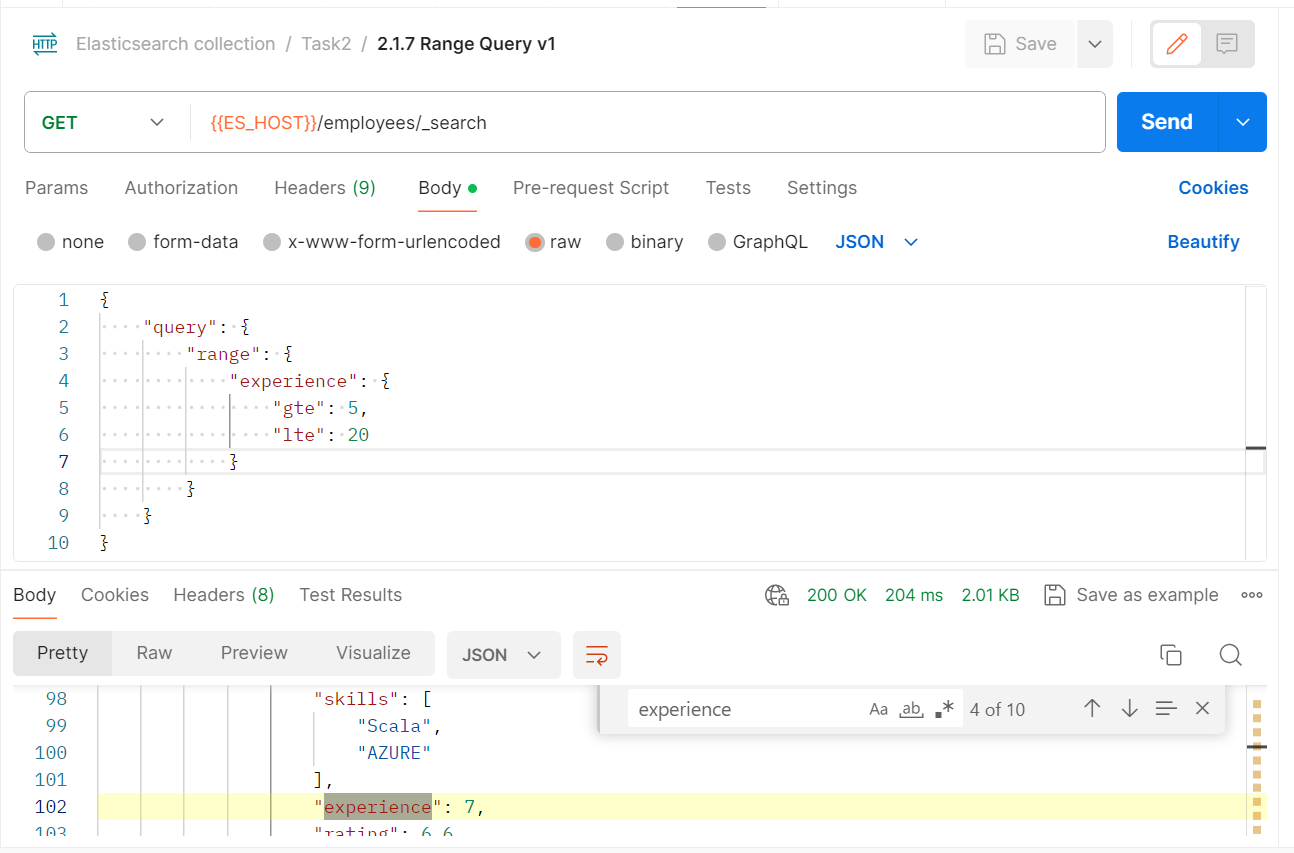 HTTP Elasticsearch collection / Task2 / 2.1.7 Range Query v1 Save
GET {{ES_HOST}}/employees/_search Send
Params Authorization Headers (9) Body Pre-request Script Tests Settings Cookies
none form-data x-www-form-urlencoded raw binary GraphQL JSON Beautify
1 {
2 "query": {
3 "range": {
4 "experience": {
5 "gte": 5,
6 "lte": 20
7 }
8 }
9 }
10 }
Body Cookies Headers (8) Test Results 200 OK 204 ms 2.01 KB Save as example
Pretty Raw Preview Visualize JSON
experience Aa ab .* 4 of 10
98 "skills": [
99 "Scala",
100 "AZURE"
101 ],
102 "experience": 7,
103 "rating": 6.6